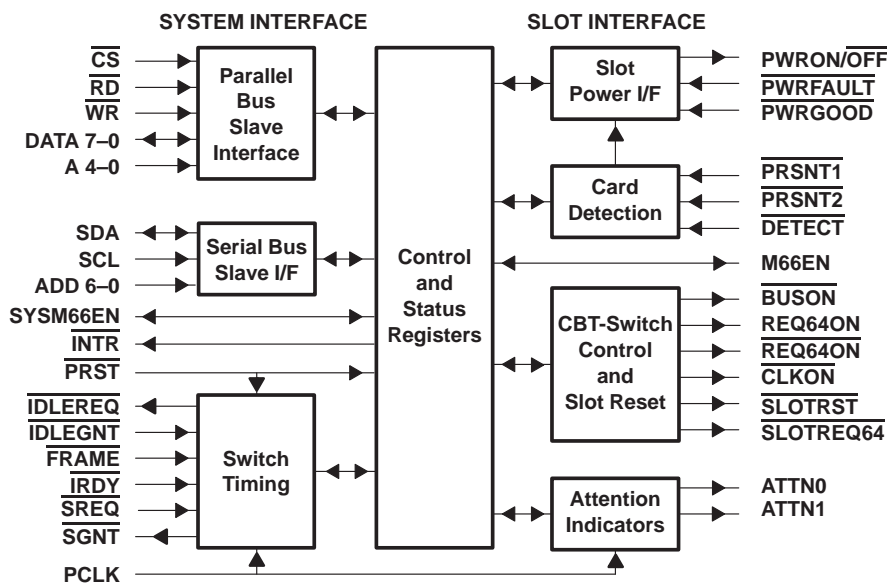 SYSTEM INTERFACE
SLOT INTERFACE
CS
RD
WR
DATA 7–0
A 4–0
Parallel
Bus
Slave
Interface
SDA
SCL
ADD 6–0
Serial Bus
Slave I/F
SYSM66EN
INTR
PRST
IDLEREQ
IDLEGNT
FRAME
IRDY
SREQ
SGNT
PCLK
Switch
Timing
Control
and
Status
Registers
Slot
Power I/F
PWRON/OFF
PWRFAULT
PWRGOOD
Card
Detection
PRSNT1
PRSNT2
DETECT
M66EN
CBT-Switch
Control
and
Slot Reset
BUSON
REQ64ON
REQ64ON
CLKON
SLOTRST
SLOTREQ64
Attention
Indicators
ATTN0
ATTN1